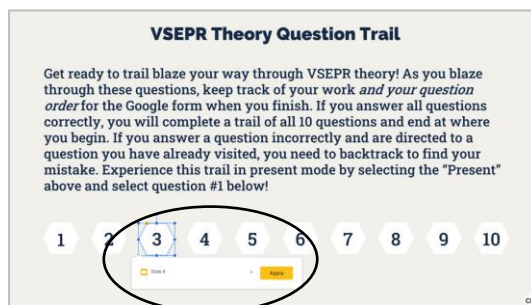 VSEPR Theory Question Trail
Get ready to trail blaze your way through VSEPR theory! As you blaze
through these questions, keep track of your work and your question
order for the Google form when you finish. If you answer all questions
correctly, you will complete a trail of all 10 questions and end at where
you begin. If you answer a question incorrectly and are directed to a
question you have already visited, you need to backtrack to find your
mistake. Experience this trail in present mode by selecting the “Present”
above and select question #1 below!
1 2 3 4 5 6 7 8 9 10
Slide 4 Apply